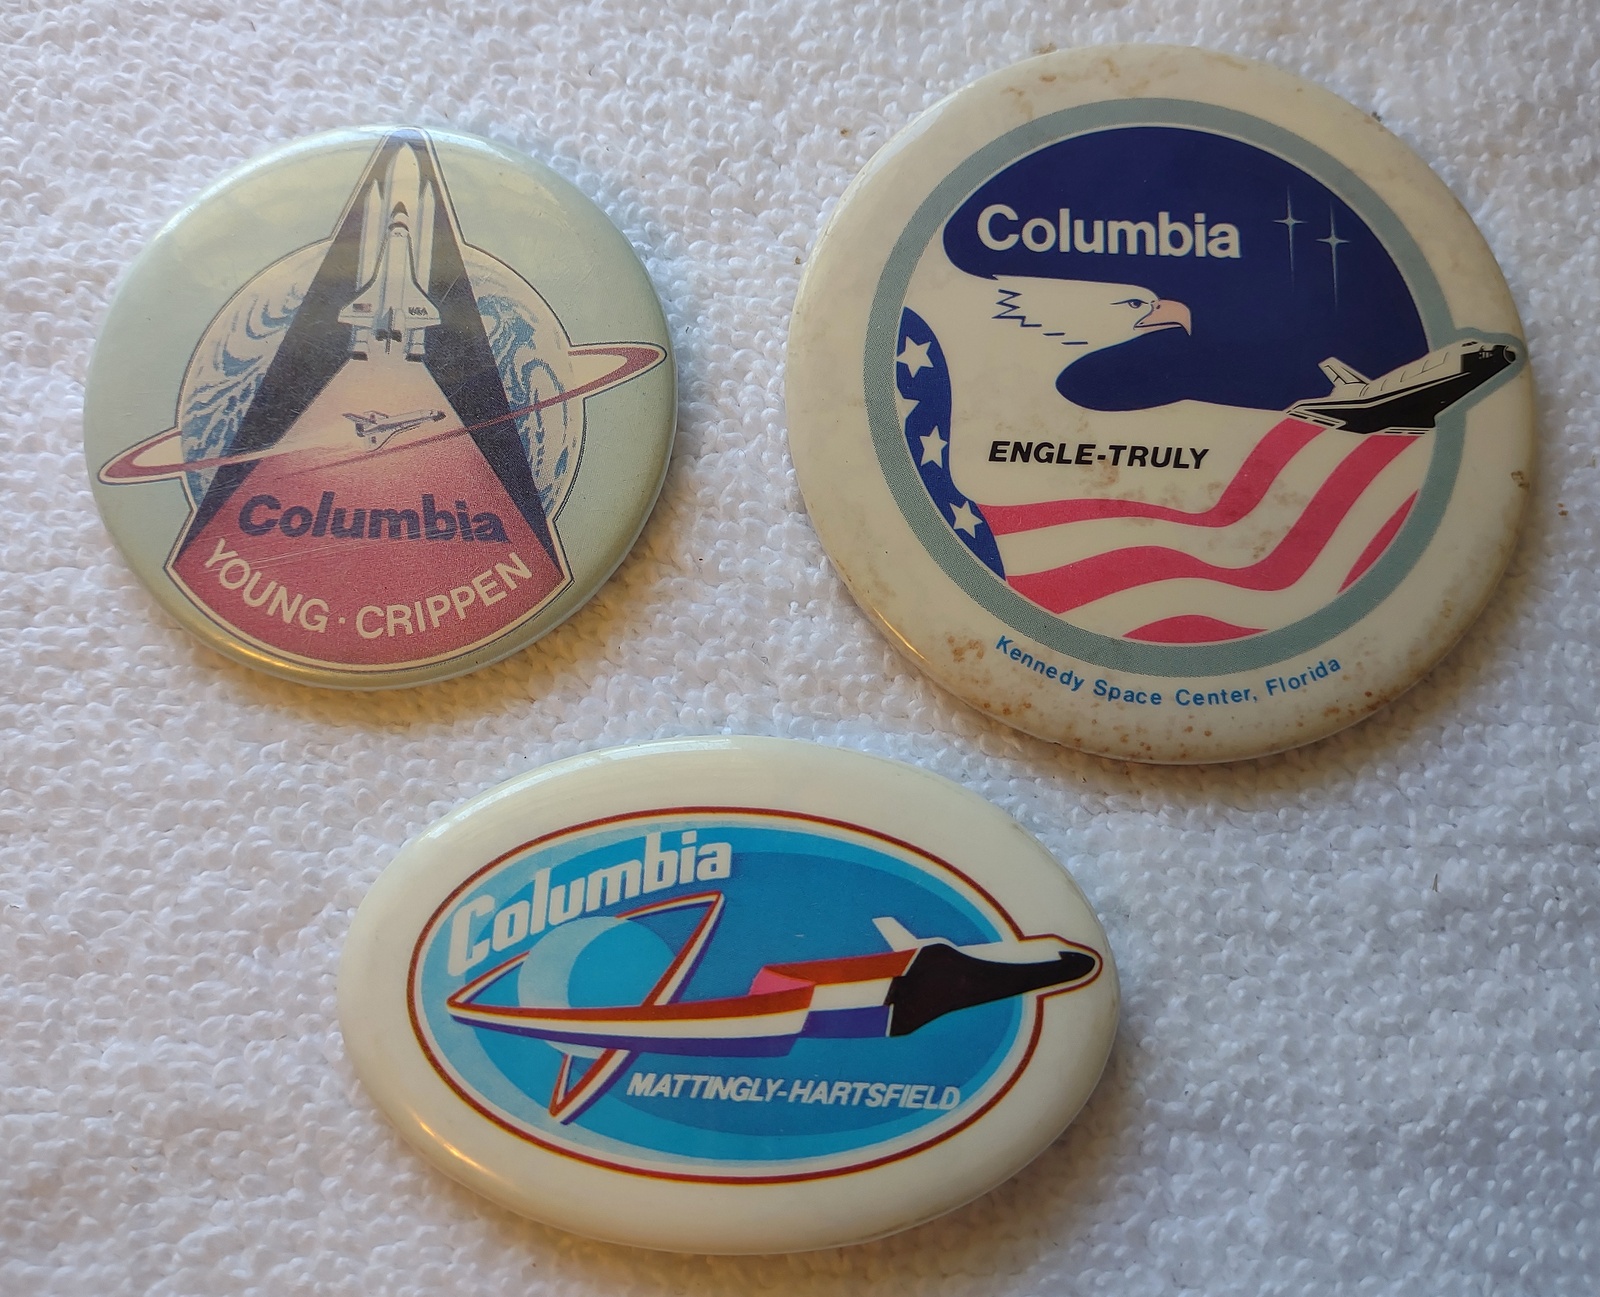 Columbia
YOUNG · CRIPPEN
Columbia
ENGLE-TRULY
Kennedy Space Center, Florida
Columbia
MATTINGLY-HARTSFIELD